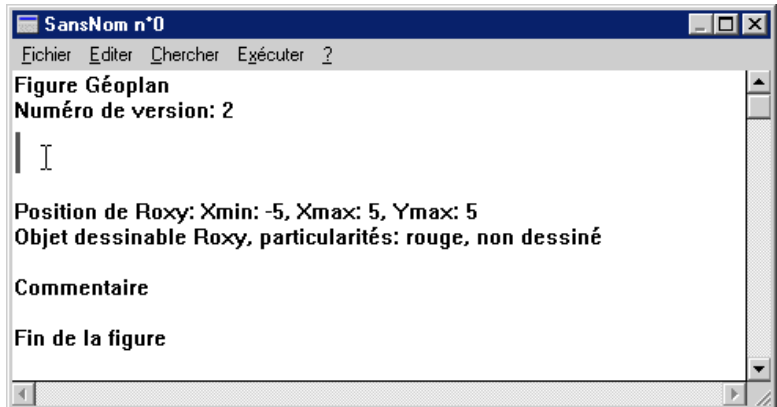 SansNom n°0
Fichier Editer Chercher Exécuter ?
Figure Géoplan
Numéro de version: 2
Position de Roxy: Xmin: -5, Xmax: 5, Ymax: 5
Objet dessinable Roxy, particularités: rouge, non dessiné
Commentaire
Fin de la figure